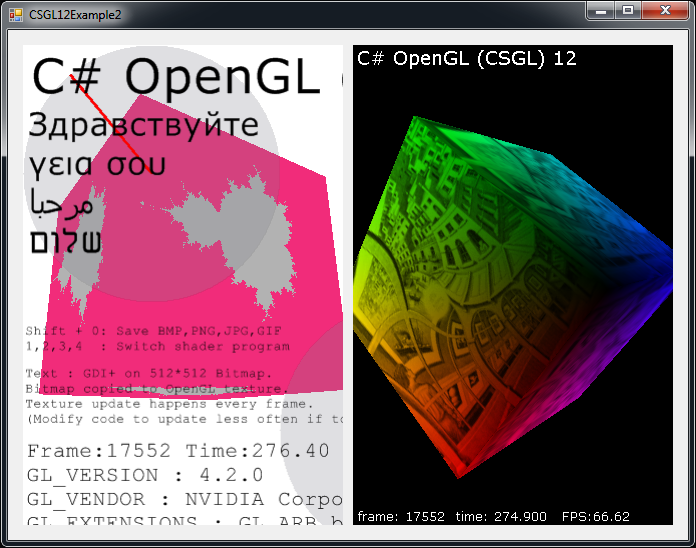 CSGL12Example2
C# OpenGL (
Здравствуйте
γεια σου
مرحبا
שלום
Shift + 0: Save BMP,PNG,JPG,GIF
1,2,3,4  : Switch shader program
Text : GDI+ on 512*512 Bitmap.
Bitmap copied to OpenGL texture.
Texture update happens every frame.
(Modify code to update less often if to
Frame:17552 Time:276.40
GL_VERSION : 4.2.0
GL_VENDOR : NVIDIA Corpo
GL_EXTENSIONS : GL_ARB_b
C# OpenGL (CSGL) 12
frame: 17552  time: 274.900  FPS:66.62